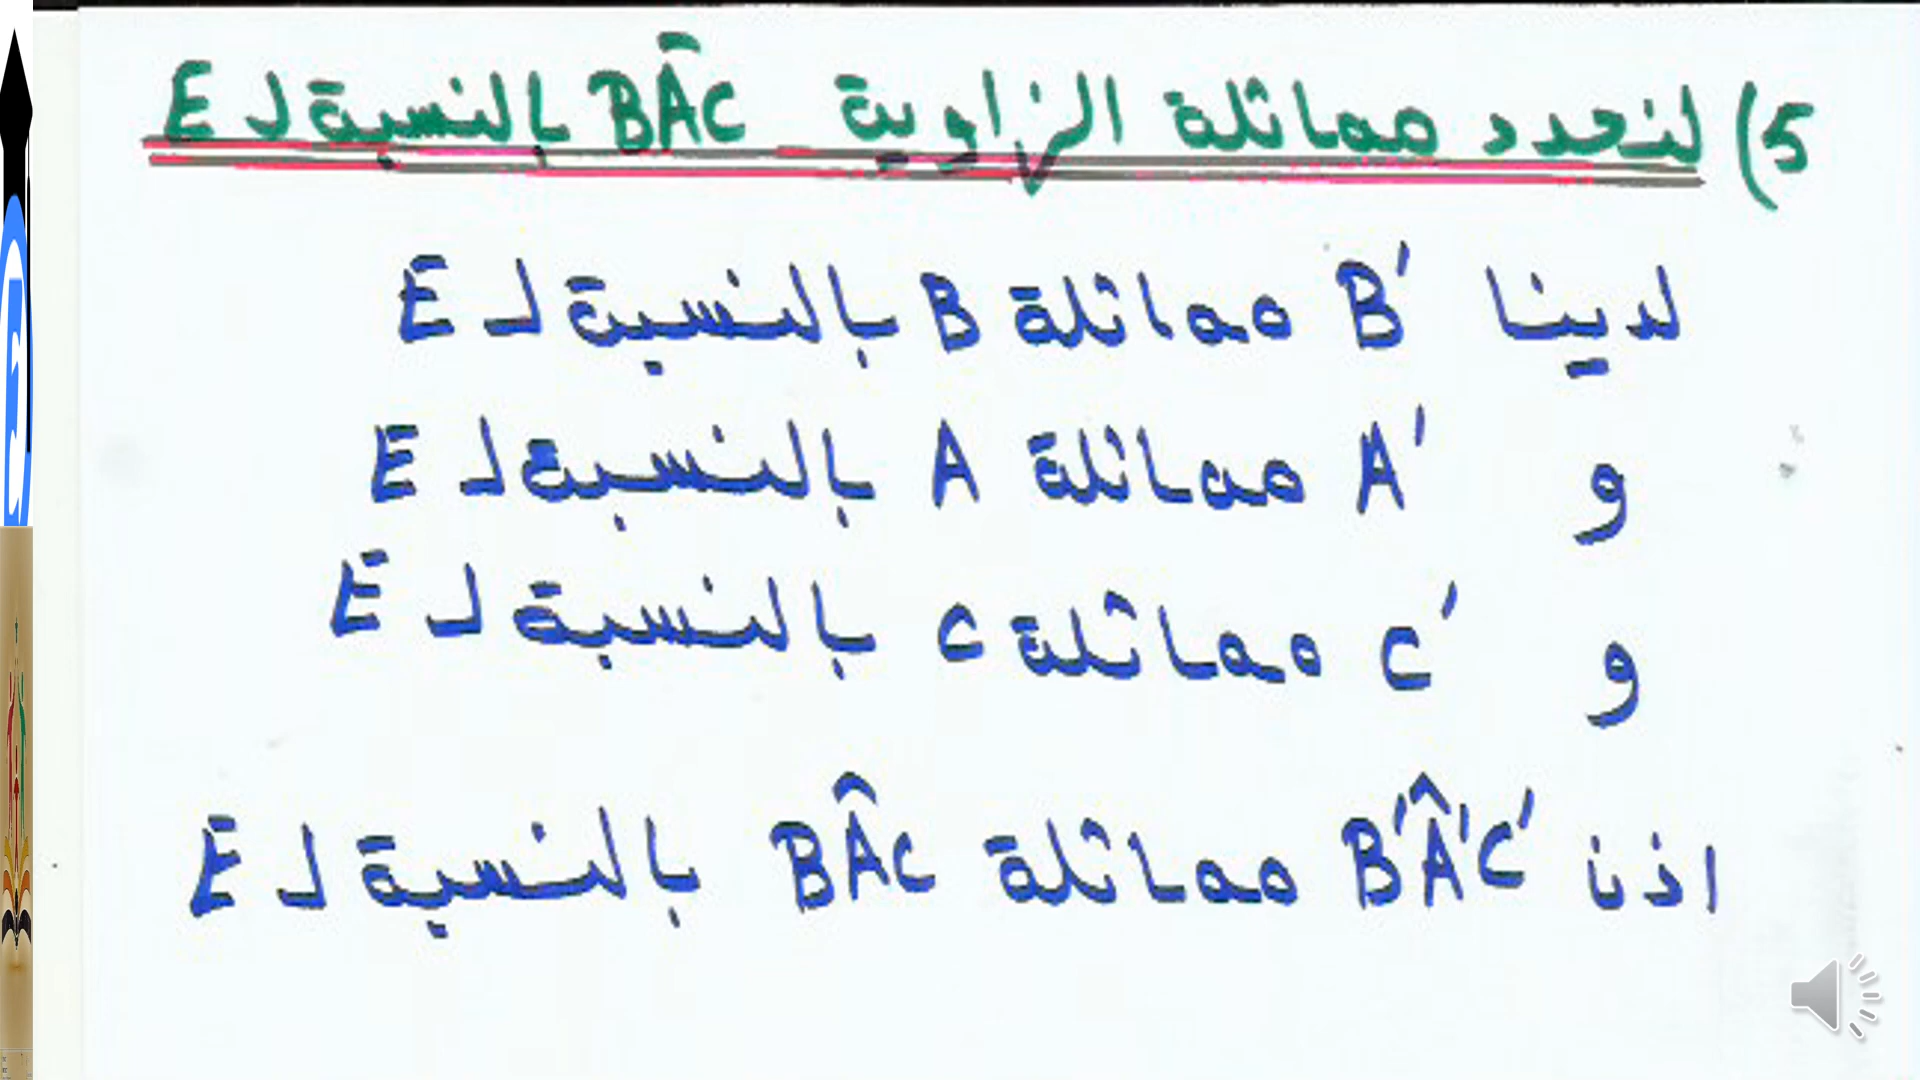 5) لنحدد مماثلة الزاوية BÂC بالنسبة لـ E
لدينا B' مماثلة B بالنسبة لـ E
و A' مماثلة A بالنسبة لـ E
و C' مماثلة C بالنسبة لـ E
اذن B'Â'C' مماثلة BÂC بالنسبة لـ E